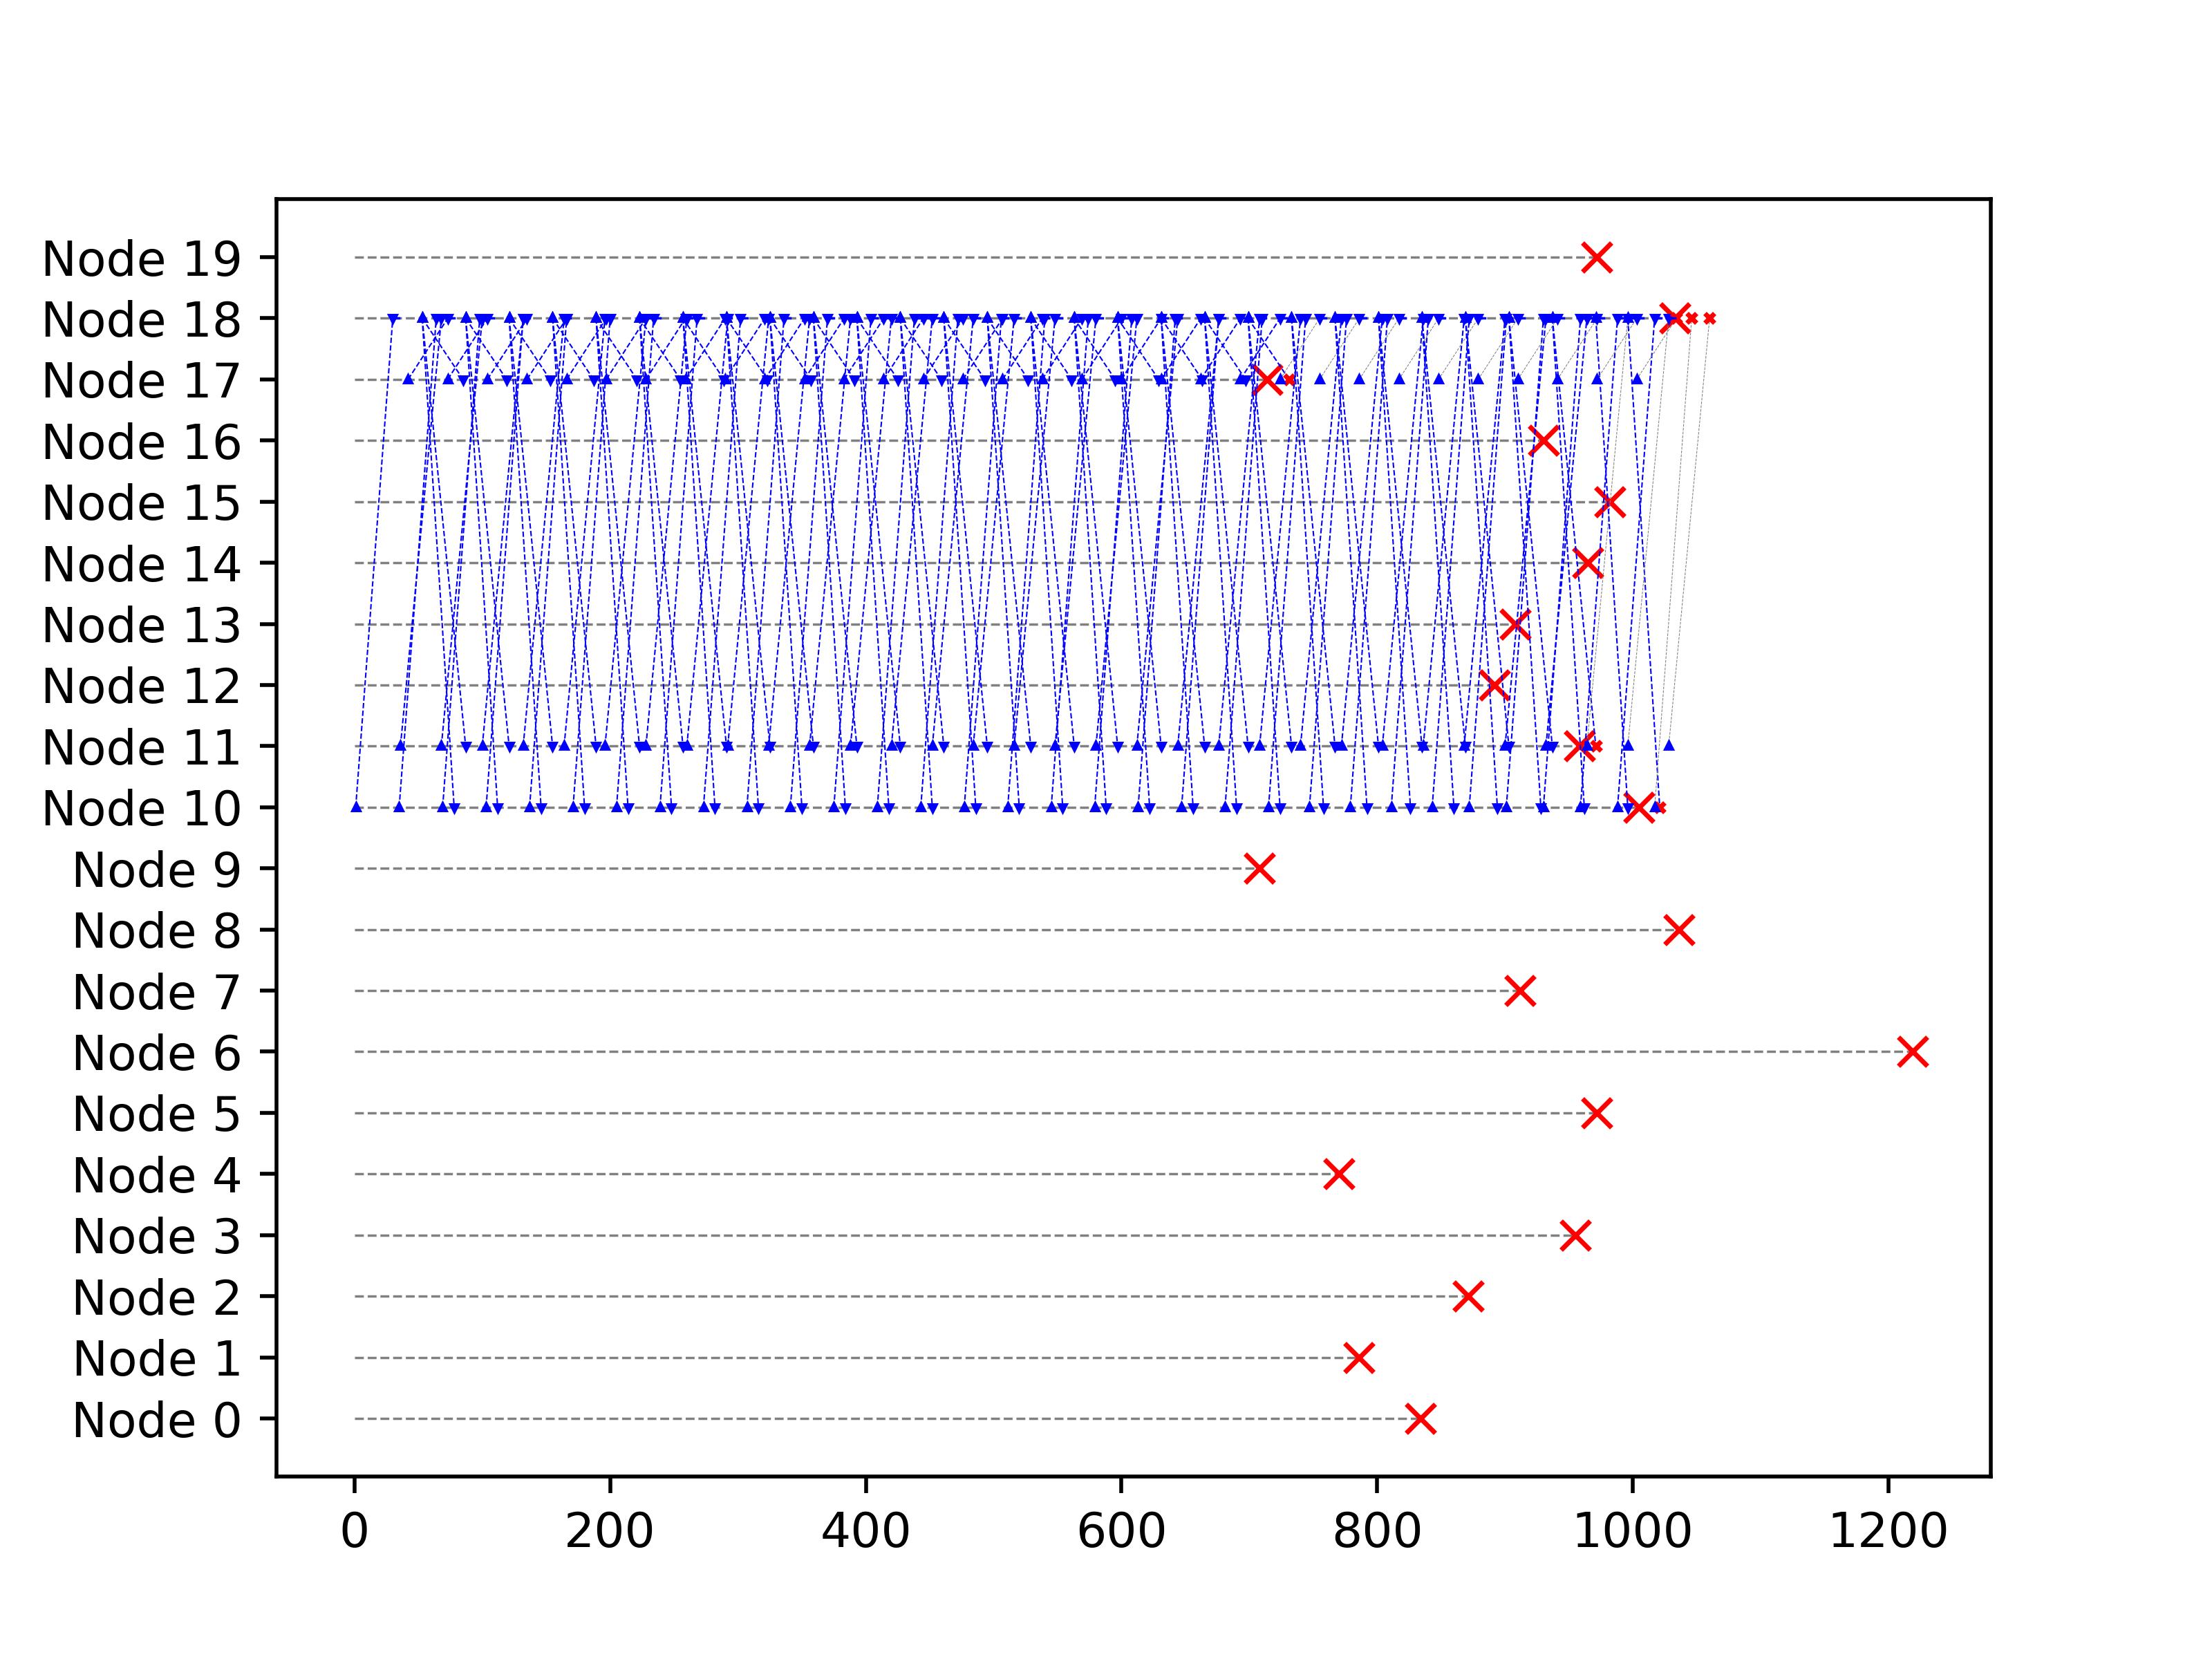 Node 19
Node 18
Node 17
Node 16
Node 15
Node 14
Node 13
Node 12
Node 11
Node 10
Node 9
Node 8
Node 7
Node 6
Node 5
Node 4
Node 3
Node 2
Node 1
Node 0
0 200 400 600 800 1000 1200